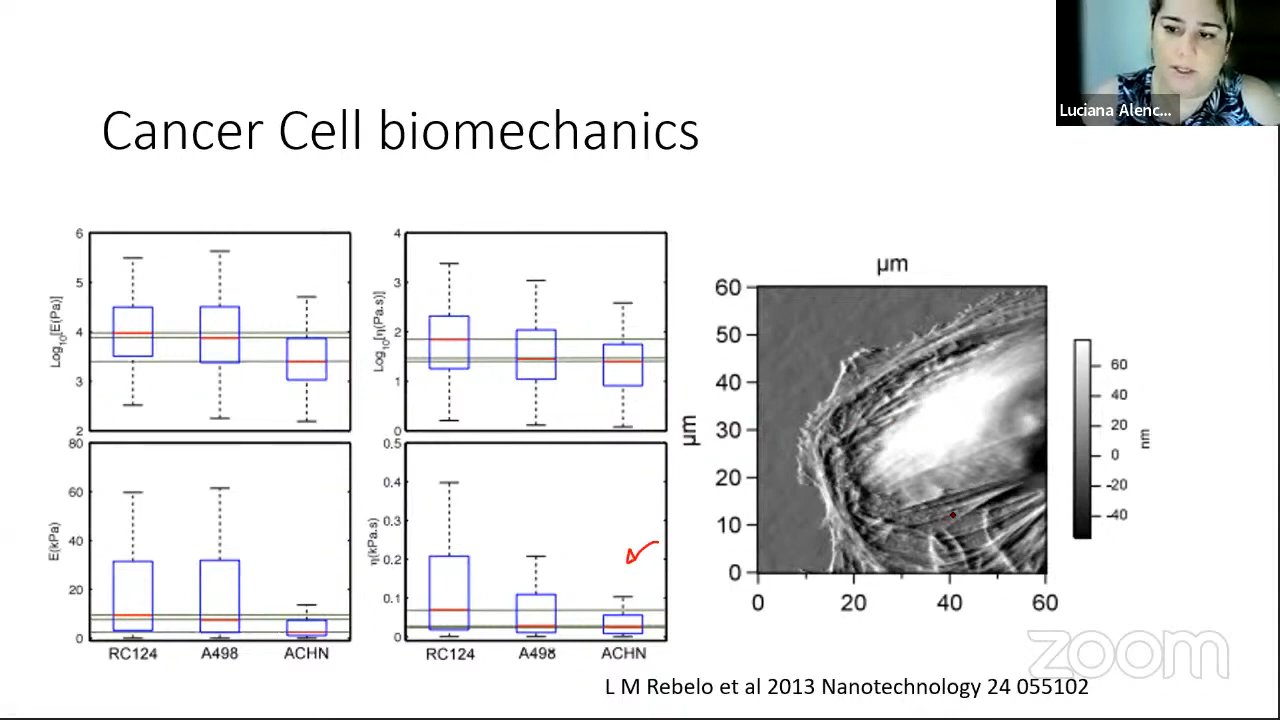 Luciana Alenc...
Cancer Cell biomechanics
6
5
4
3
2
Log10[E(Pa)]
4
3
2
1
0
Log10[η(Pa.s)]
80
60
40
20
0
E(kPa)
RC124 A498 ACHN
0.5
0.4
0.3
0.2
0.1
0
η(kPa.s)
RC124 A498 ACHN
μm
60
50
40
30
20
10
0
μm
0 20 40 60
60
40
20
0
-20
-40
nm
zoom
L M Rebelo et al 2013 Nanotechnology 24 055102